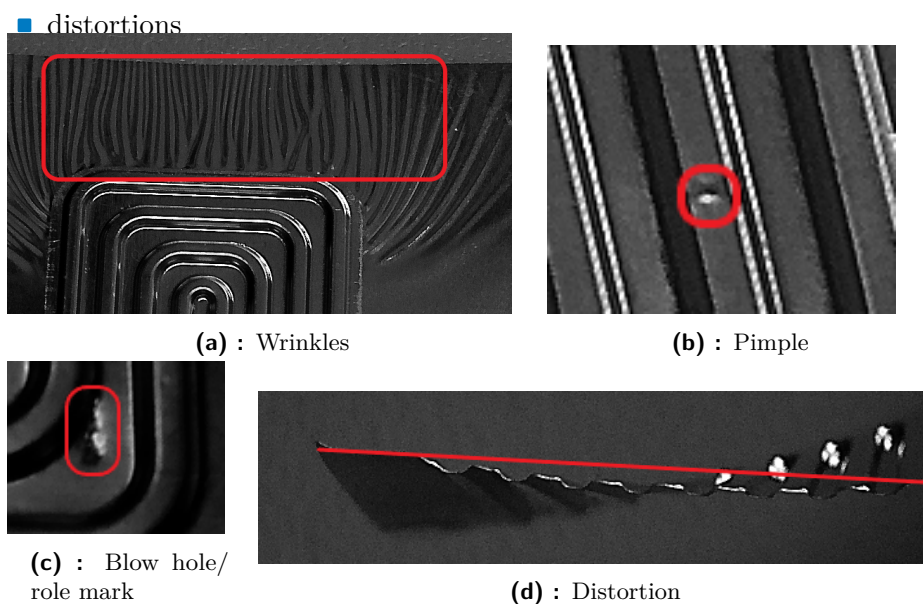 distortions
(a) : Wrinkles
(b) : Pimple
(c) : Blow hole/
role mark
(d) : Distortion